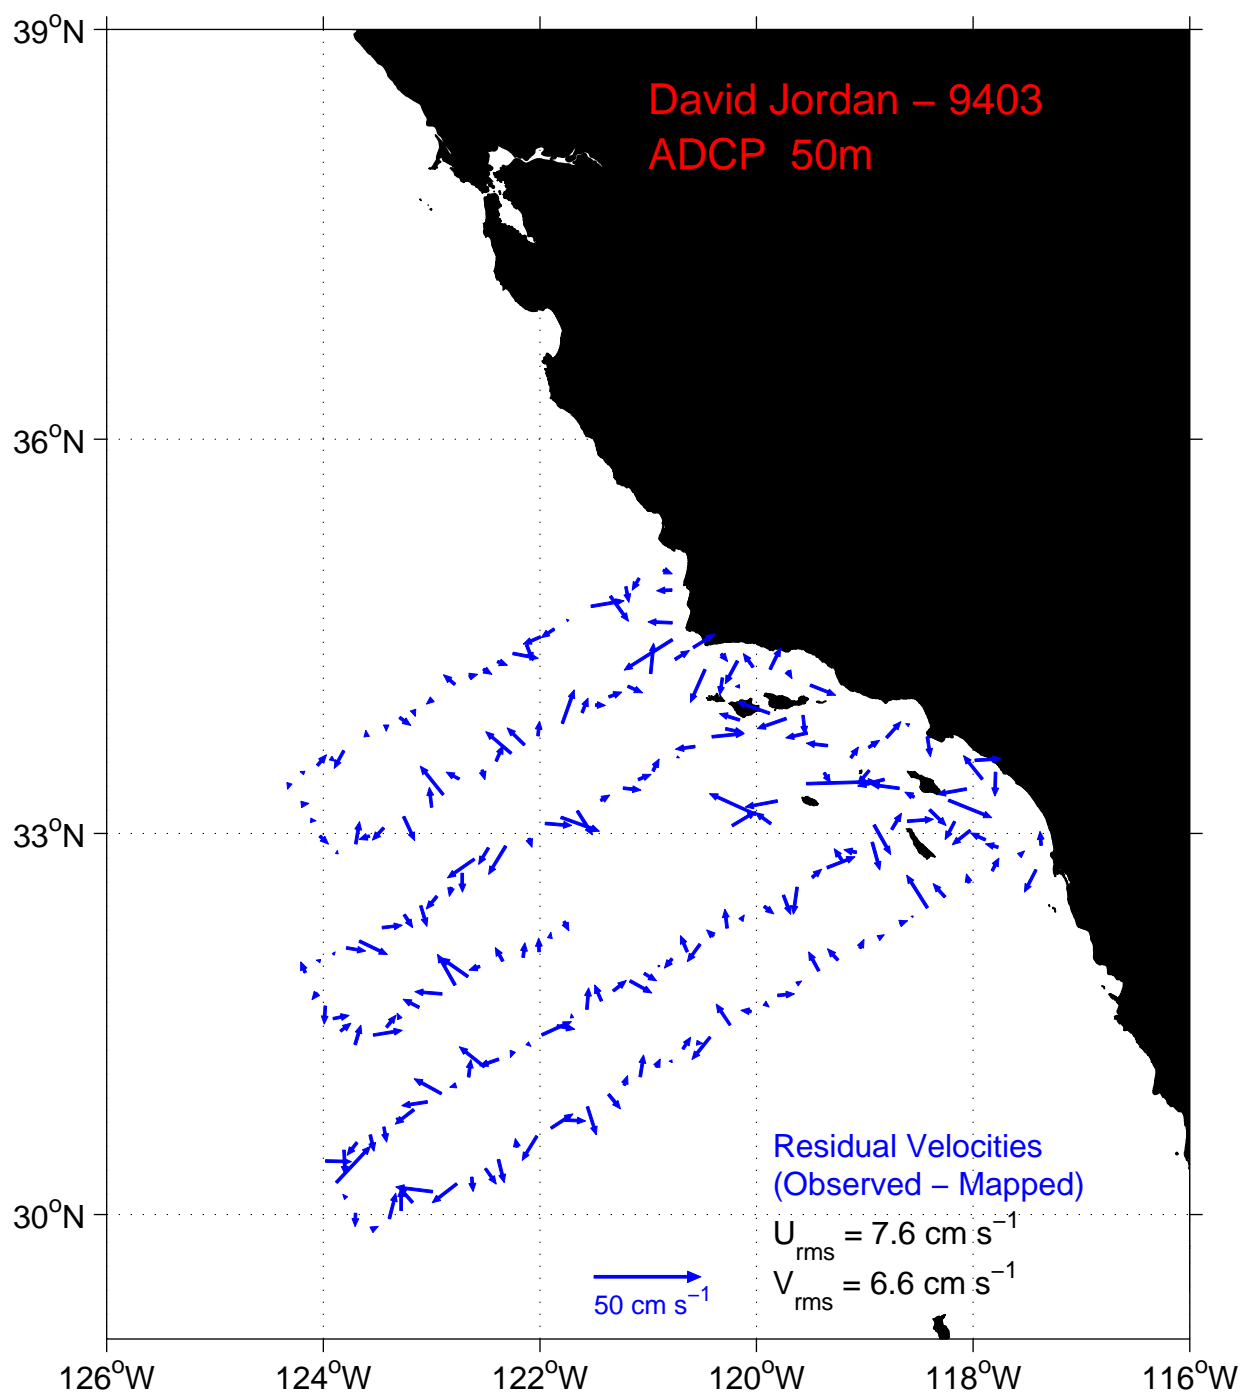 39°N
David Jordan – 9403
ADCP  50m
36°N
33°N
Residual Velocities
(Observed – Mapped)
30°N
U_rms = 7.6 cm s⁻¹
V_rms = 6.6 cm s⁻¹
50 cm s⁻¹
126°W 124°W 122°W 120°W 118°W 116°W